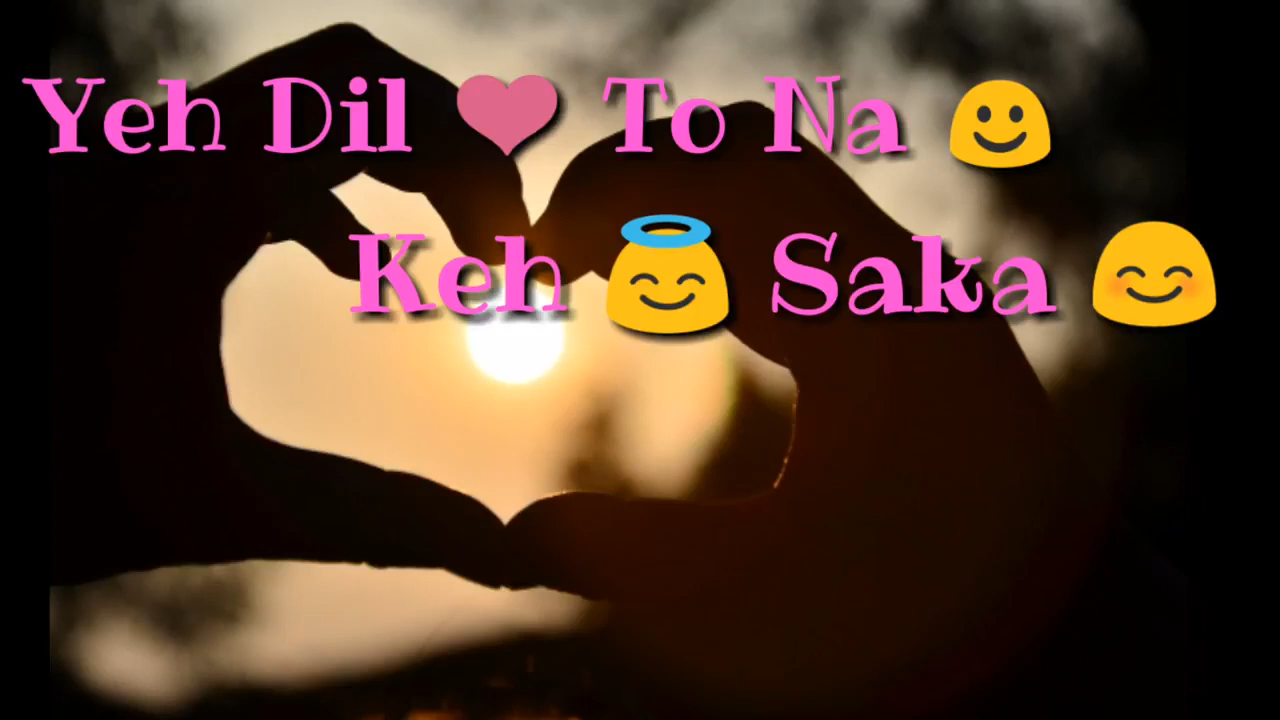 Yeh Dil ❤ To Na 🙂
Keh 😇 Saka 😊